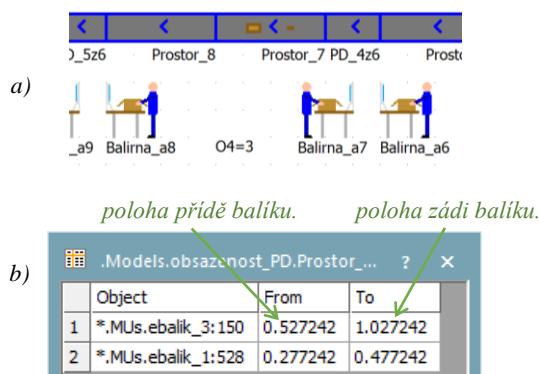 a)
D_5z6 Prostor_8 Prostor_7 PD_4z6 Prosto
_a9 Balirna_a8 O4=3 Balirna_a7 Balirna_a6
poloha přídě balíku. poloha zádi balíku.
b)
.Models.obsazenost_PD.Prostor_... ? ×
Object From To
1 *.MUs.ebalik_3:150 0.527242 1.027242
2 *.MUs.ebalik_1:528 0.277242 0.477242